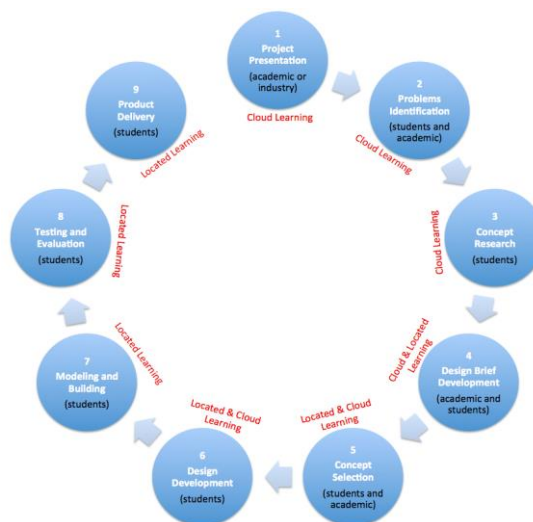 1
Project
Presentation
(academic or
industry)
Cloud Learning
2
Problems
Identification
(students and
academic)
Cloud Learning
3
Concept
Research
(students)
Cloud Learning
4
Design Brief
Development
(academic and
students)
Cloud & Located
Learning
5
Concept
Selection
(students and
academic)
Located & Cloud
Learning
6
Design
Development
(students)
Located & Cloud
Learning
7
Modeling and
Building
(students)
Located Learning
8
Testing and
Evaluation
(students)
Located Learning
9
Product
Delivery
(students)
Located Learning